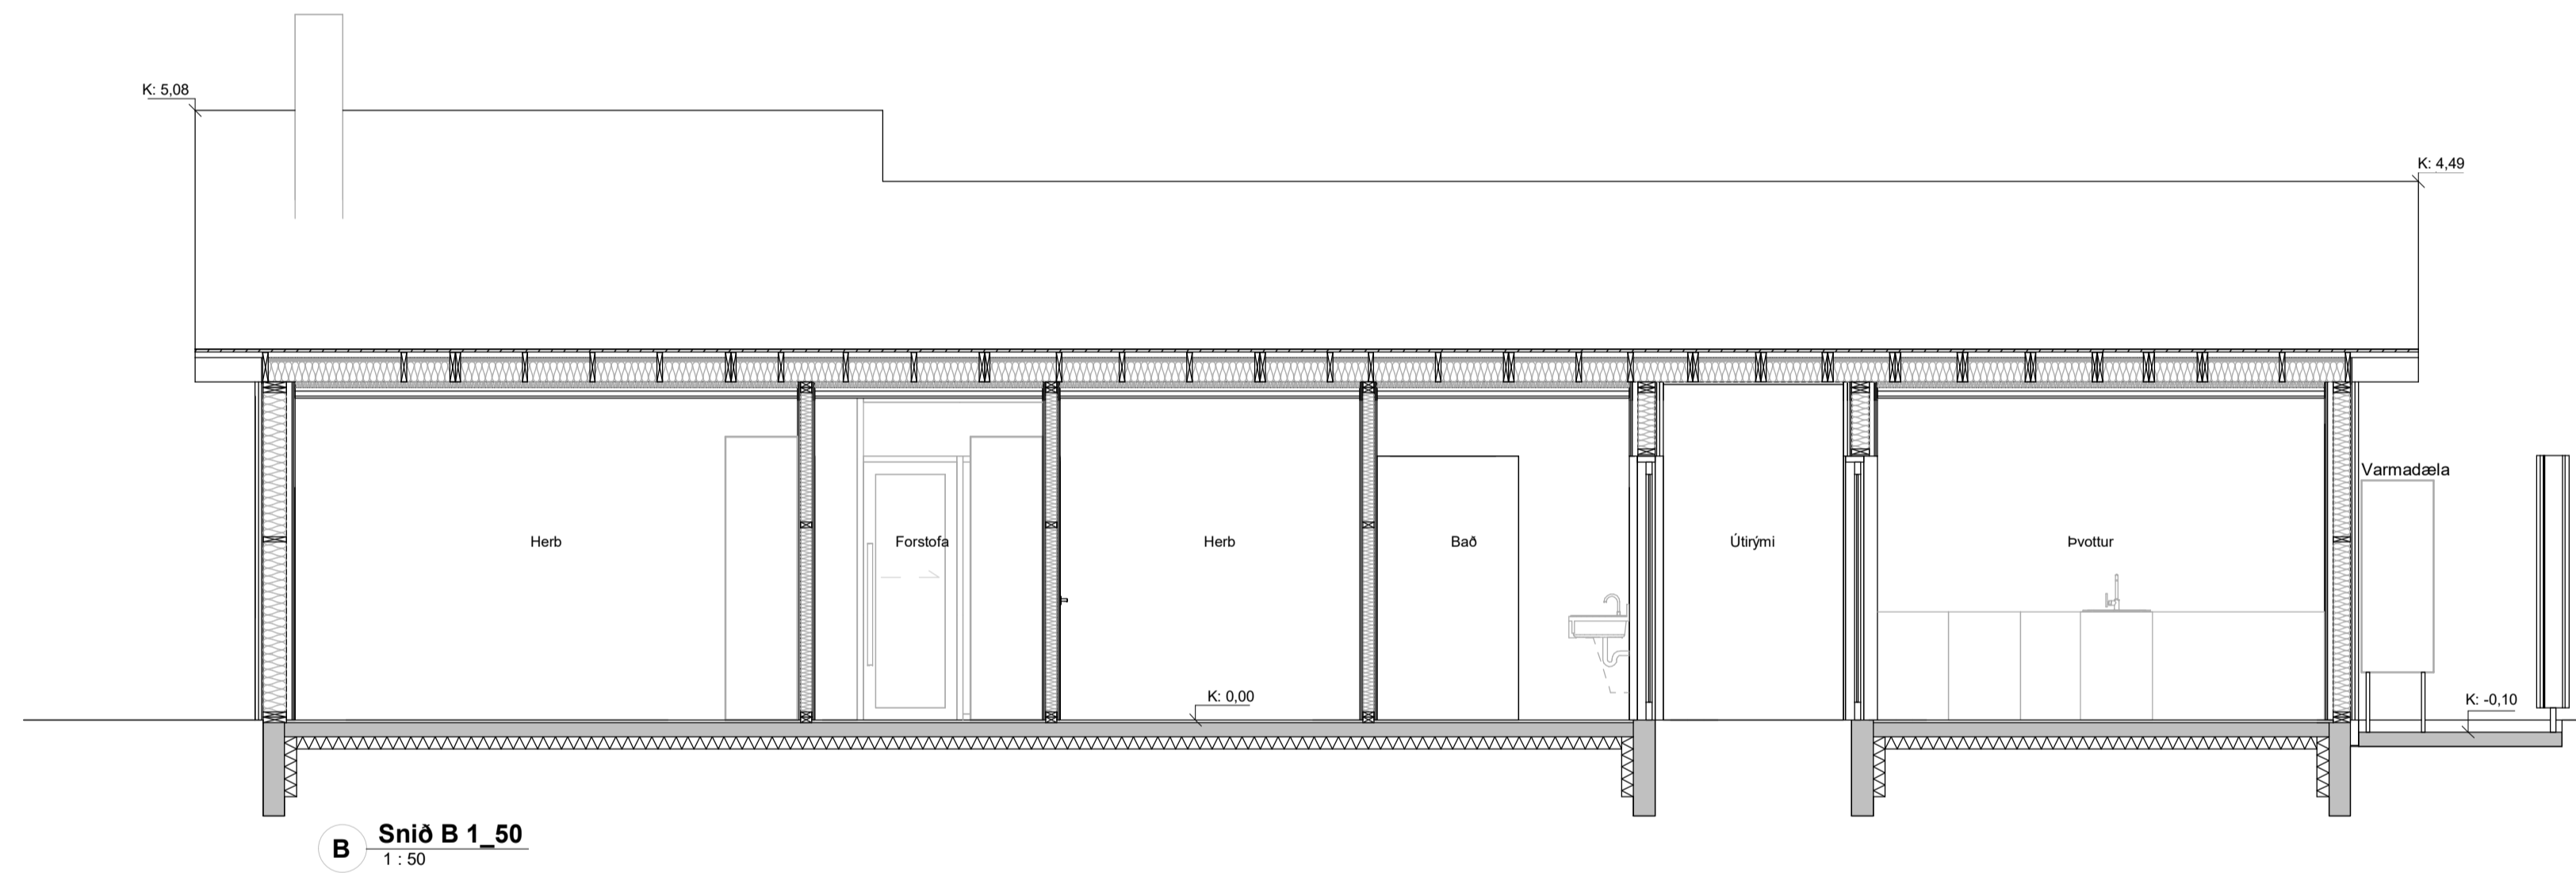 K: 5,08
K: 4,49
Varmadæla
Herb
Forstofa
Herb
Bað
Útirými
Þvottur
K: 0,00
K: -0,10
B
Snið B 1_50
1 : 50